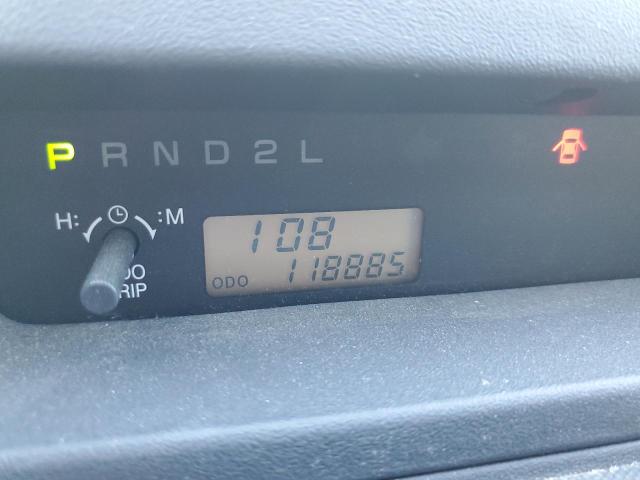 P R N D 2 L
H: :M
108
ODO 118885